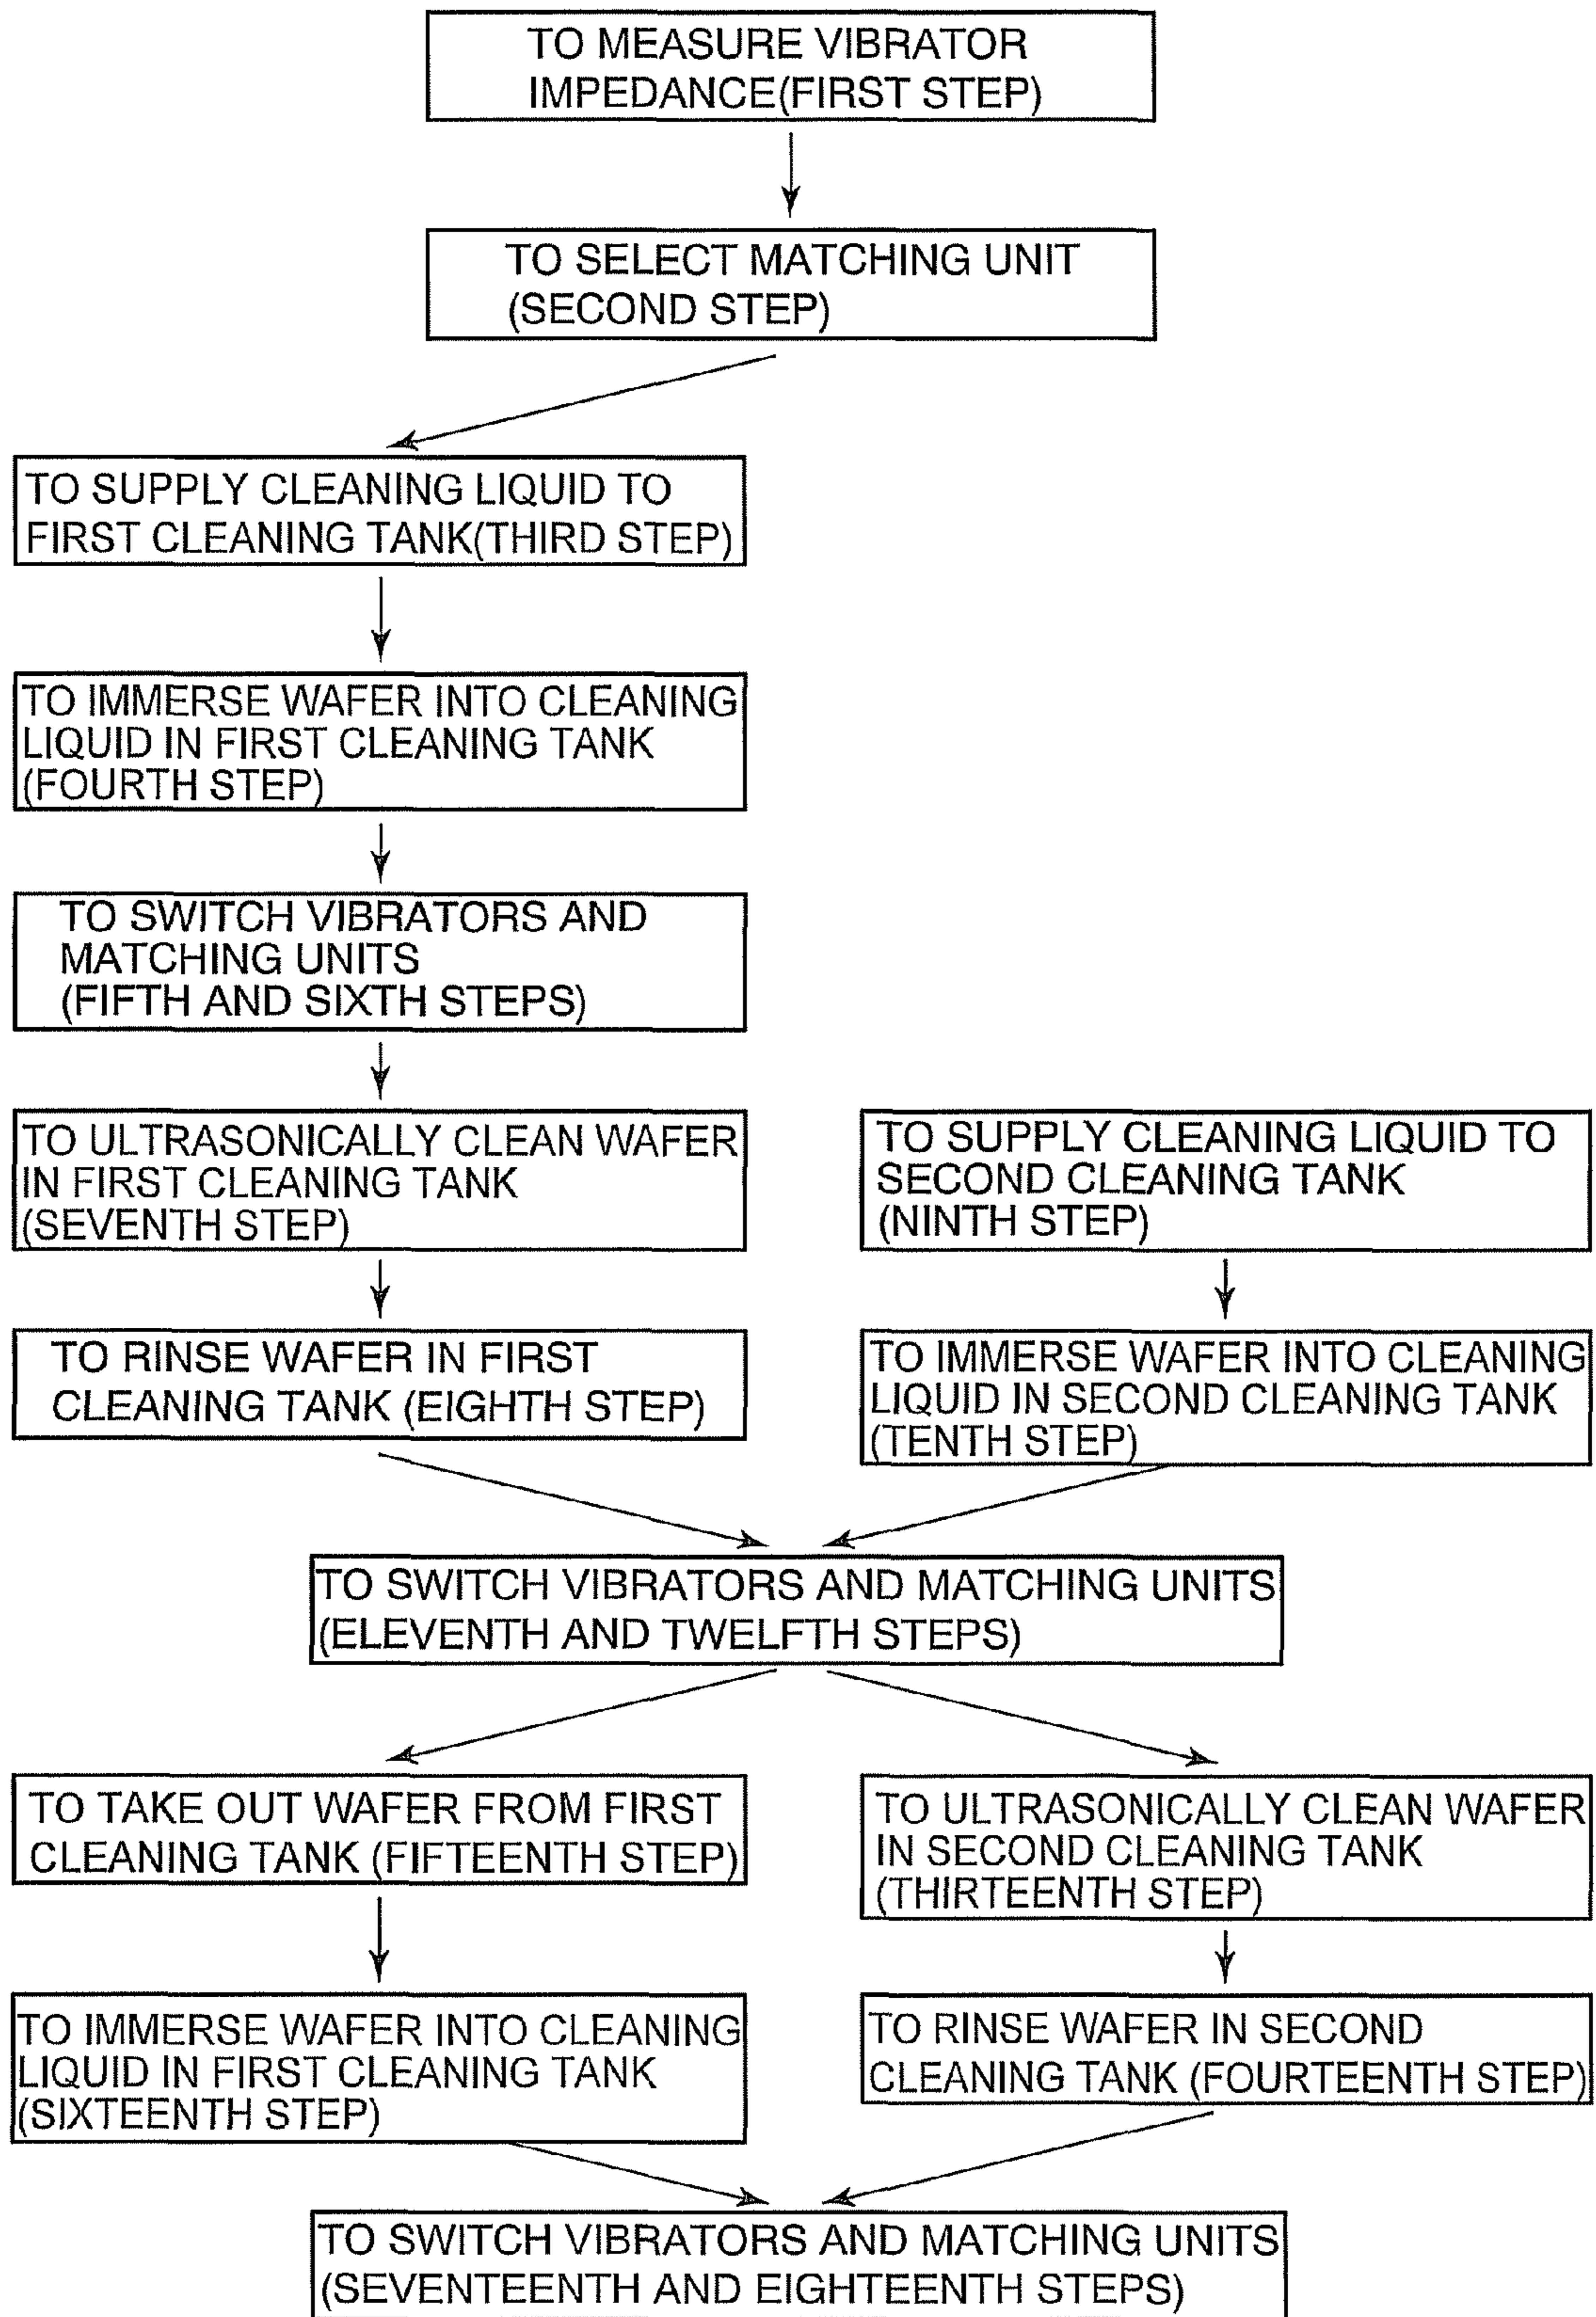 TO MEASURE VIBRATOR
IMPEDANCE(FIRST STEP)
TO SELECT MATCHING UNIT
(SECOND STEP)
TO SUPPLY CLEANING LIQUID TO
FIRST CLEANING TANK(THIRD STEP)
TO IMMERSE WAFER INTO CLEANING
LIQUID IN FIRST CLEANING TANK
(FOURTH STEP)
TO SWITCH VIBRATORS AND
MATCHING UNITS
(FIFTH AND SIXTH STEPS)
TO ULTRASONICALLY CLEAN WAFER
IN FIRST CLEANING TANK
(SEVENTH STEP)
TO SUPPLY CLEANING LIQUID TO
SECOND CLEANING TANK
(NINTH STEP)
TO RINSE WAFER IN FIRST
CLEANING TANK (EIGHTH STEP)
TO IMMERSE WAFER INTO CLEANING
LIQUID IN SECOND CLEANING TANK
(TENTH STEP)
TO SWITCH VIBRATORS AND MATCHING UNITS
(ELEVENTH AND TWELFTH STEPS)
TO TAKE OUT WAFER FROM FIRST
CLEANING TANK (FIFTEENTH STEP)
TO ULTRASONICALLY CLEAN WAFER
IN SECOND CLEANING TANK
(THIRTEENTH STEP)
TO IMMERSE WAFER INTO CLEANING
LIQUID IN FIRST CLEANING TANK
(SIXTEENTH STEP)
TO RINSE WAFER IN SECOND
CLEANING TANK (FOURTEENTH STEP)
TO SWITCH VIBRATORS AND MATCHING UNITS
(SEVENTEENTH AND EIGHTEENTH STEPS)